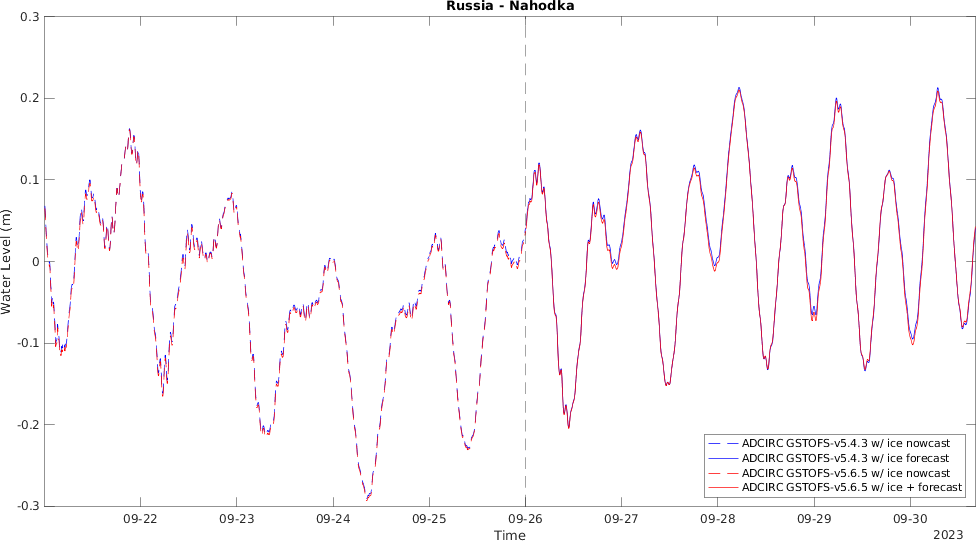 Russia - Nahodka
0.3
0.2
0.1
0
-0.1
-0.2
-0.3
Water Level (m)
ADCIRC GSTOFS-v5.4.3 w/ ice nowcast
ADCIRC GSTOFS-v5.4.3 w/ ice forecast
ADCIRC GSTOFS-v5.6.5 w/ ice nowcast
ADCIRC GSTOFS-v5.6.5 w/ ice + forecast
09-22
09-23
09-24
09-25
09-26
09-27
09-28
09-29
09-30
Time
2023